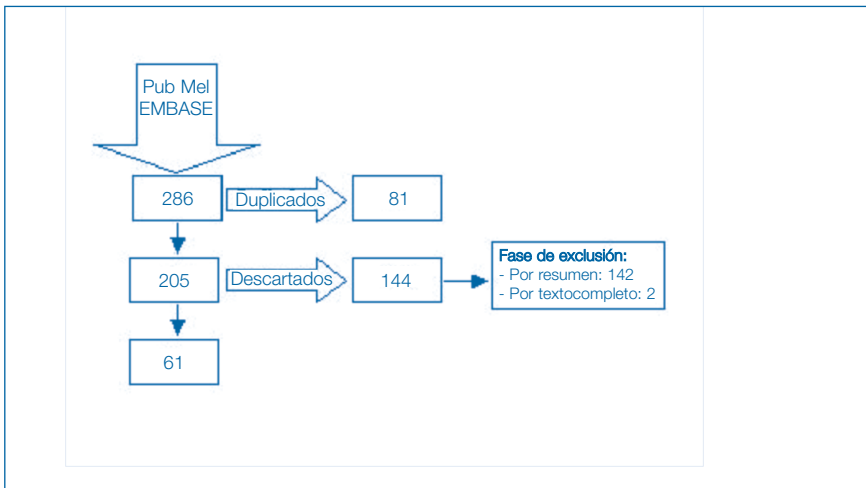 Pub Mel
EMBASE
286
Duplicados
81
205
Descartados
144
Fase de exclusión:
- Por resumen: 142
- Por textocompleto: 2
61